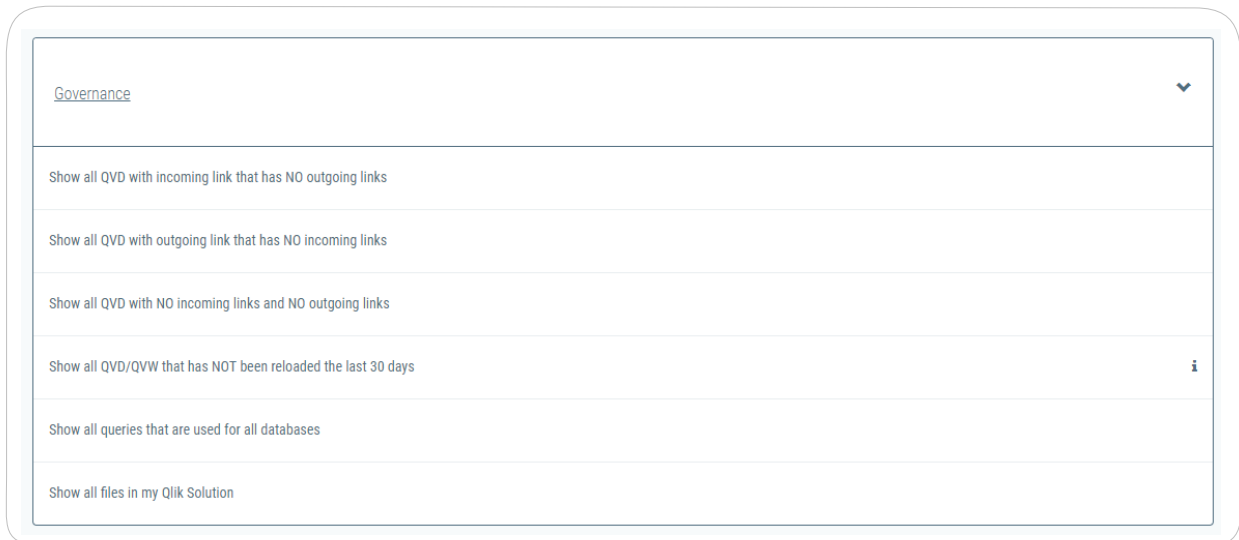 Governance
Show all QVD with incoming link that has NO outgoing links
Show all QVD with outgoing link that has NO incoming links
Show all QVD with NO incoming links and NO outgoing links
Show all QVD/QVW that has NOT been reloaded the last 30 days
Show all queries that are used for all databases
Show all files in my Qlik Solution